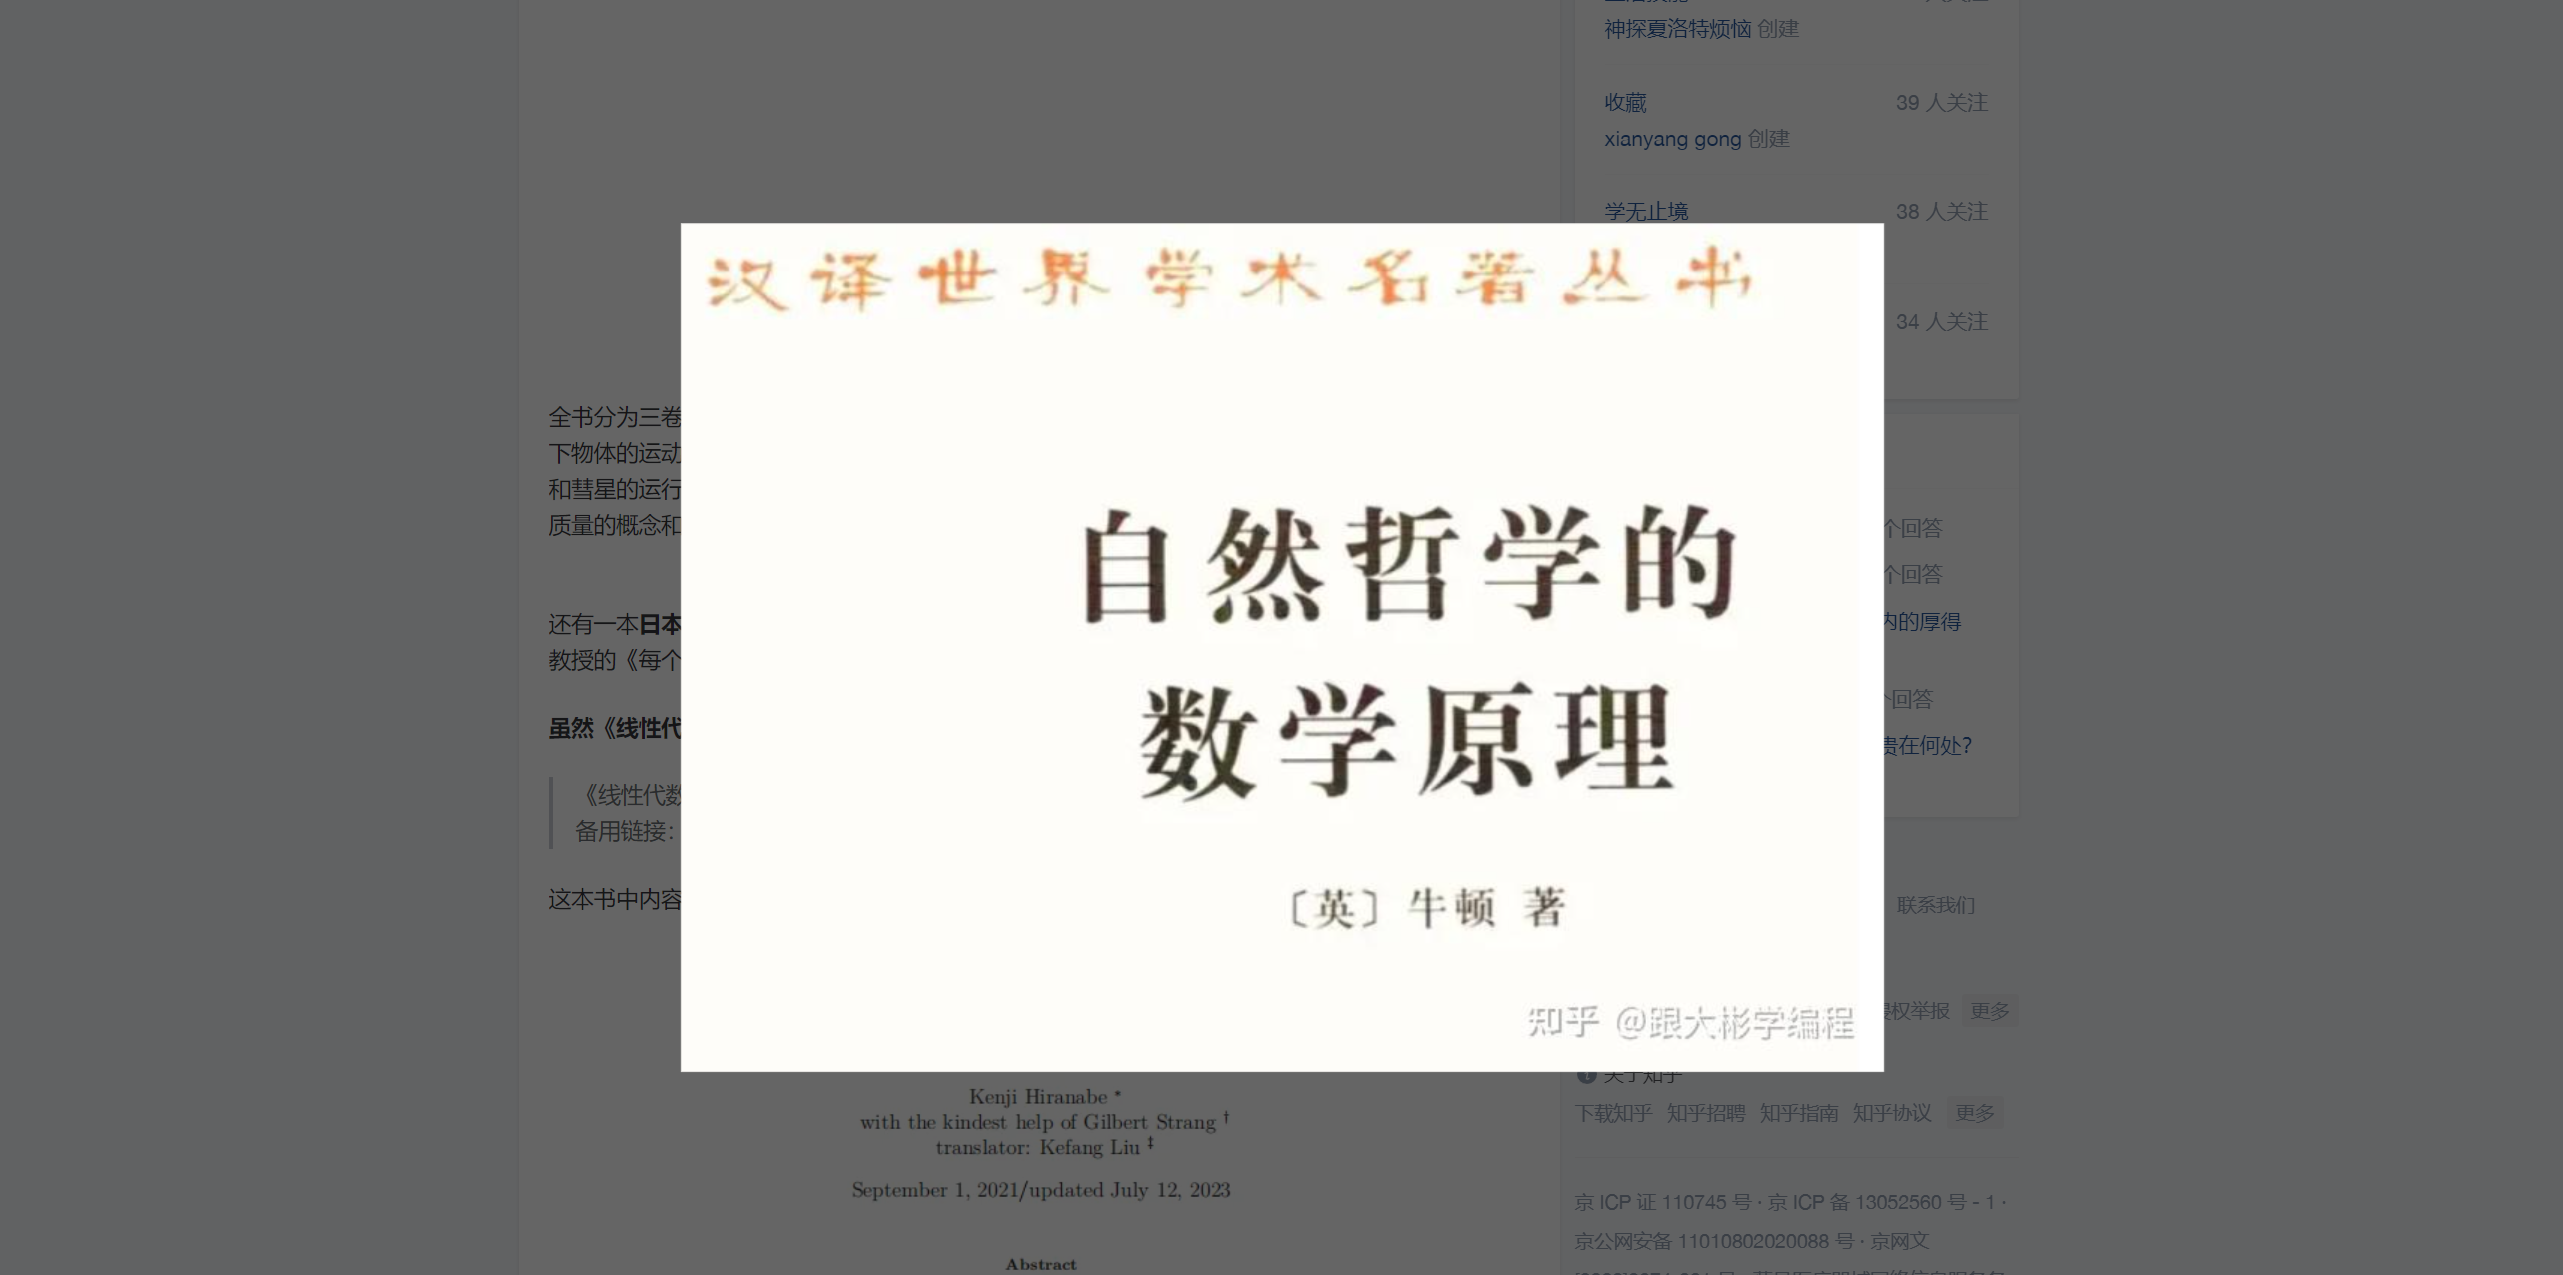 神探夏洛特烦恼 创建
收藏
39 人关注
xianyang gong 创建
学无止境
38 人关注
34 人关注
汉译世界学术名著丛书
自然哲学的
数学原理
〔英〕牛顿 著
知乎 @跟大彬学编程
全书分为三卷
下物体的运动
和彗星的运行
质量的概念和
还有一本日本
教授的《每个
虽然《线性代
《线性代数
备用链接：
这本书中内容
Kenji Hiranabe *
with the kindest help of Gilbert Strang †
translator: Kefang Liu ‡
September 1, 2021/updated July 12, 2023
Abstract
个回答
个回答
内的厚得
回答
贵在何处？
联系我们
权举报 更多
关于知乎
下载知乎 知乎招聘 知乎指南 知乎协议 更多
京 ICP 证 110745 号 · 京 ICP 备 13052560 号 - 1 ·
京公网安备 11010802020088 号 · 京网文